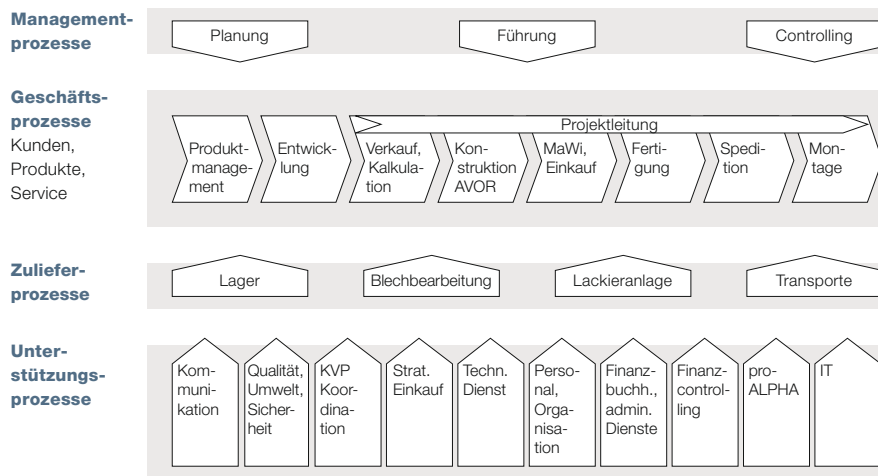 Management-
prozesse
Planung
Führung
Controlling
Geschäfts-
prozesse
Kunden,
Produkte,
Service
Projektleitung
Produkt-
manage-
ment
Entwick-
lung
Verkauf,
Kalkula-
tion
Kon-
struktion
AVOR
MaWi,
Einkauf
Ferti-
gung
Spedi-
tion
Mon-
tage
Zuliefer-
prozesse
Lager
Blechbearbeitung
Lackieranlage
Transporte
Unter-
stützungs-
prozesse
Kom-
muni-
kation
Qualität,
Umwelt,
Sicher-
heit
KVP
Koor-
dina-
tion
Strat.
Einkauf
Techn.
Dienst
Perso-
nal,
Orga-
nisa-
tion
Finanz-
buchh.,
admin.
Dienste
Finanz-
control-
ling
pro-
ALPHA
IT